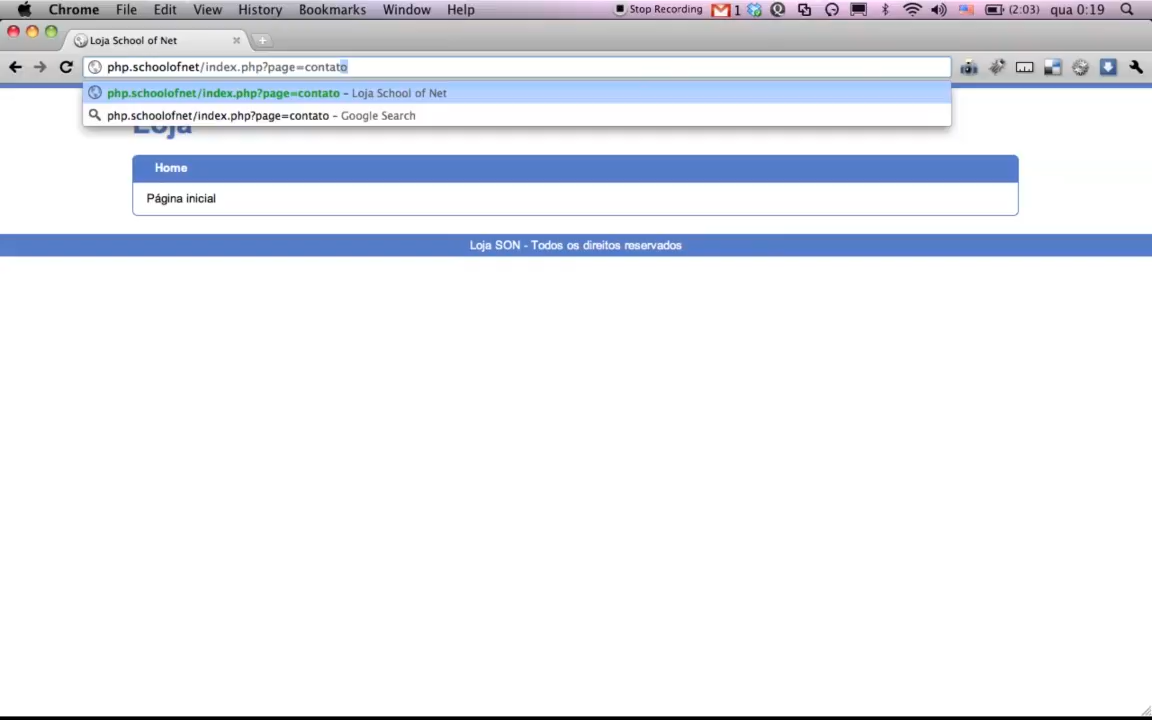 Chrome File Edit View History Bookmarks Window Help Stop Recording 1 (2:03) qua 0:19
Loja School of Net
php.schoolofnet/index.php?page=contato
php.schoolofnet/index.php?page=contato – Loja School of Net
php.schoolofnet/index.php?page=contato – Google Search
Loja
Home
Página inicial
Loja SON - Todos os direitos reservados